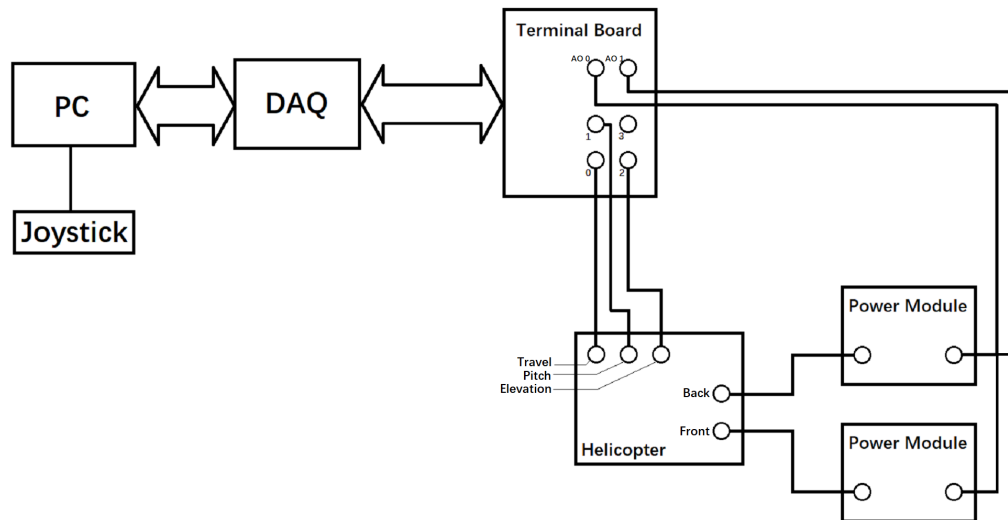 Terminal Board
AO 0 AO 1
PC
DAQ
1 3
0 2
Joystick
Power Module
Travel
Pitch
Elevation
Back
Front
Helicopter
Power Module